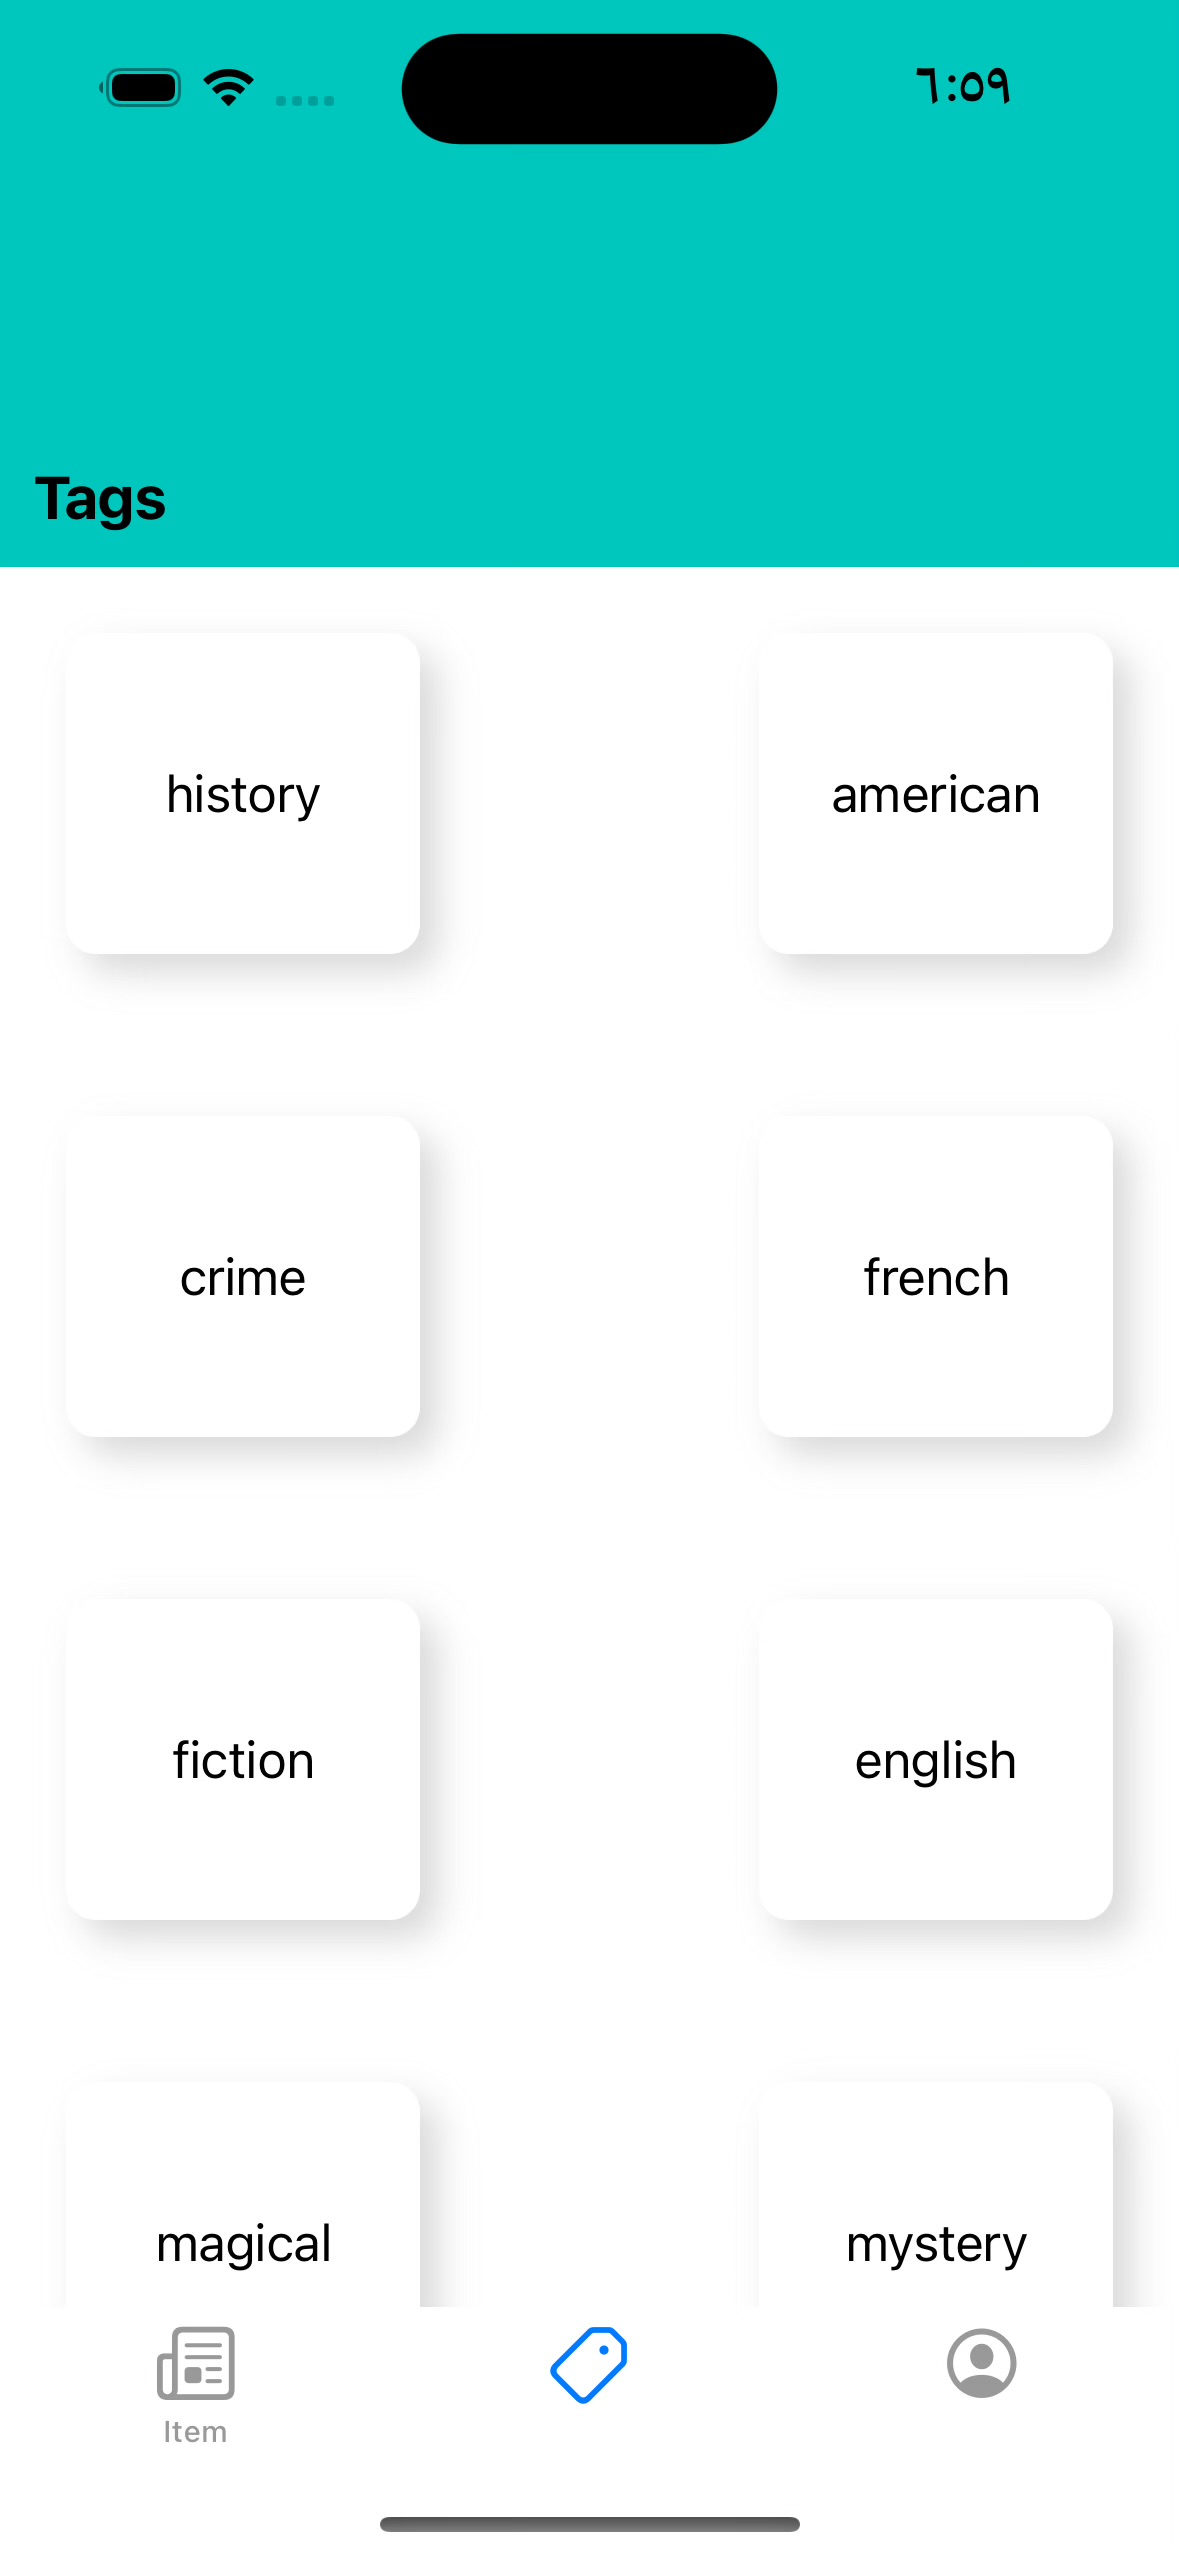 ٦:٥٩
Tags
history
american
crime
french
fiction
english
magical
mystery
Item